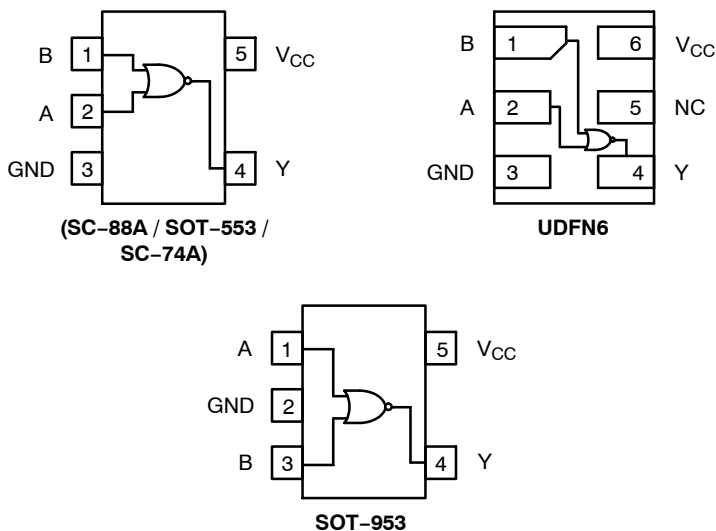 B 1 5 VCC
A 2
GND 3 4 Y
(SC–88A / SOT–553 /
SC–74A)
B 1 6 VCC
A 2 5 NC
GND 3 4 Y
UDFN6
A 1 5 VCC
GND 2
B 3 4 Y
SOT–953